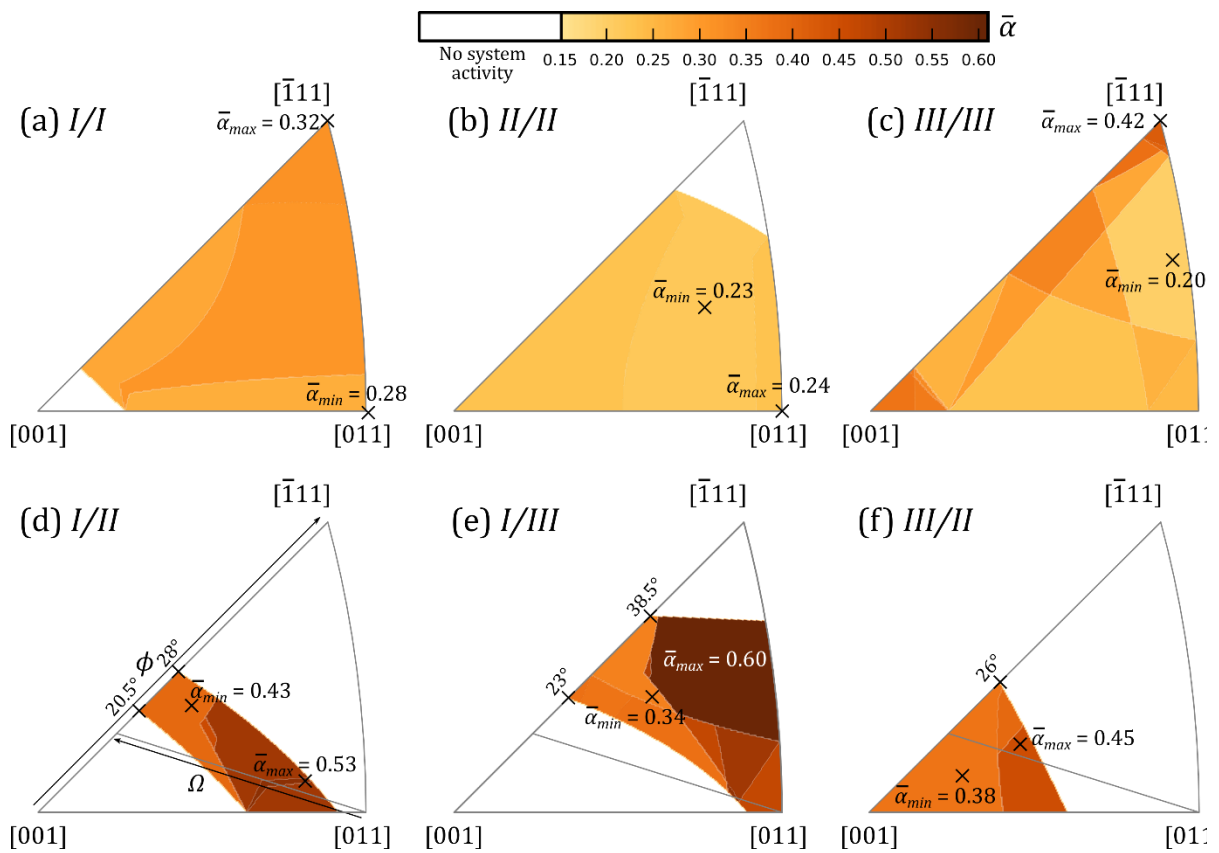 ᾱ
No system
activity
0.15 0.20 0.25 0.30 0.35 0.40 0.45 0.50 0.55 0.60
(a) I/I
[1̅11]
ᾱmax = 0.32
ᾱmin = 0.28
[001] [011]
(b) II/II
[1̅11]
ᾱmin = 0.23
ᾱmax = 0.24
[001] [011]
(c) III/III
[1̅11]
ᾱmax = 0.42
ᾱmin = 0.20
[001] [011
(d) I/II
[1̅11]
ϕ
28°
20.5°
ᾱmin = 0.43
ᾱmax = 0.53
Ω
[001] [011]
(e) I/III
[1̅11]
38.5°
23°
ᾱmax = 0.60
ᾱmin = 0.34
[001] [011]
(f) III/II
[1̅11]
26°
ᾱmax = 0.45
ᾱmin = 0.38
[001] [011